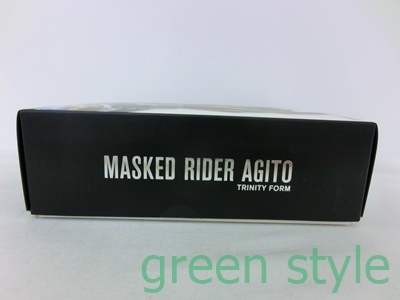 MASKED RIDER AGITO
TRINITY FORM
green style